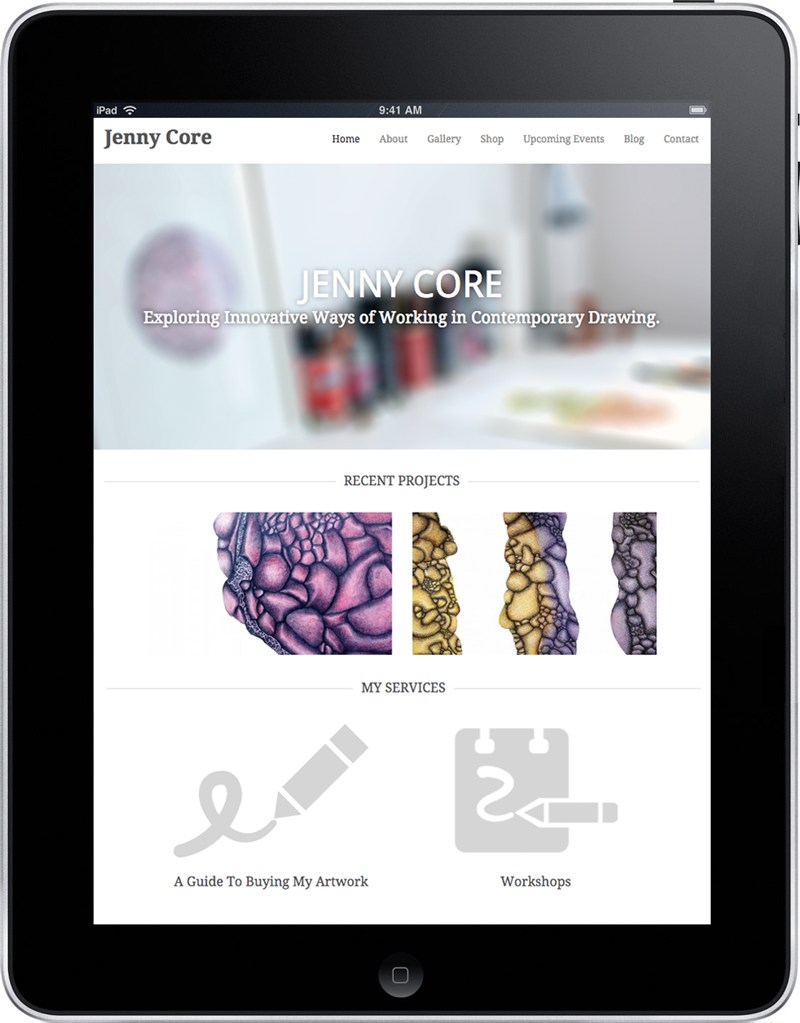 iPad 9:41 AM
Jenny Core
Home About Gallery Shop Upcoming Events Blog Contact
JENNY CORE
Exploring Innovative Ways of Working in Contemporary Drawing.
RECENT PROJECTS
MY SERVICES
A Guide To Buying My Artwork Workshops